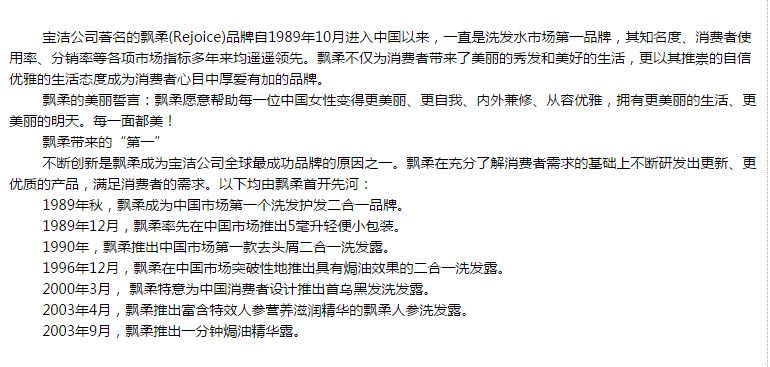 宝洁公司著名的飘柔(Rejoice)品牌自1989年10月进入中国以来，一直是洗发水市场第一品牌，其知名度、消费者使
用率、分销率等各项市场指标多年来均遥遥领先。飘柔不仅为消费者带来了美丽的秀发和美好的生活，更以其推崇的自信
优雅的生活态度成为消费者心目中厚爱有加的品牌。
飘柔的美丽誓言：飘柔愿意帮助每一位中国女性变得更美丽、更自我、内外兼修、从容优雅，拥有更美丽的生活、更
美丽的明天。每一面都美！
飘柔带来的“第一”
不断创新是飘柔成为宝洁公司全球最成功品牌的原因之一。飘柔在充分了解消费者需求的基础上不断研发出更新、更
优质的产品，满足消费者的需求。以下均由飘柔首开先河：
1989年秋，飘柔成为中国市场第一个洗发护发二合一品牌。
1989年12月，飘柔率先在中国市场推出5毫升轻便小包装。
1990年，飘柔推出中国市场第一款去头屑二合一洗发露。
1996年12月，飘柔在中国市场突破性地推出具有焗油效果的二合一洗发露。
2000年3月， 飘柔特意为中国消费者设计推出首乌黑发洗发露。
2003年4月，飘柔推出富含特效人参营养滋润精华的飘柔人参洗发露。
2003年9月，飘柔推出一分钟焗油精华露。